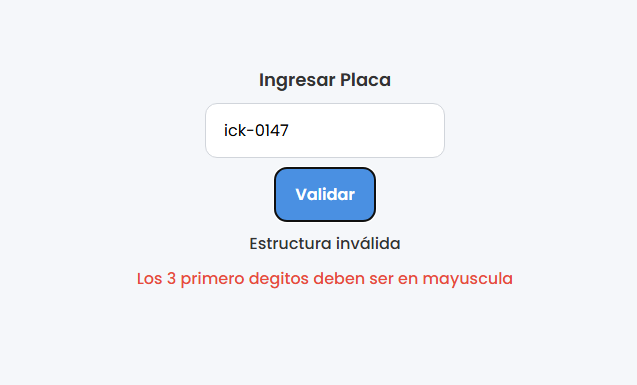 Ingresar Placa
ick-0147
Validar
Estructura inválida
Los 3 primero degitos deben ser en mayuscula